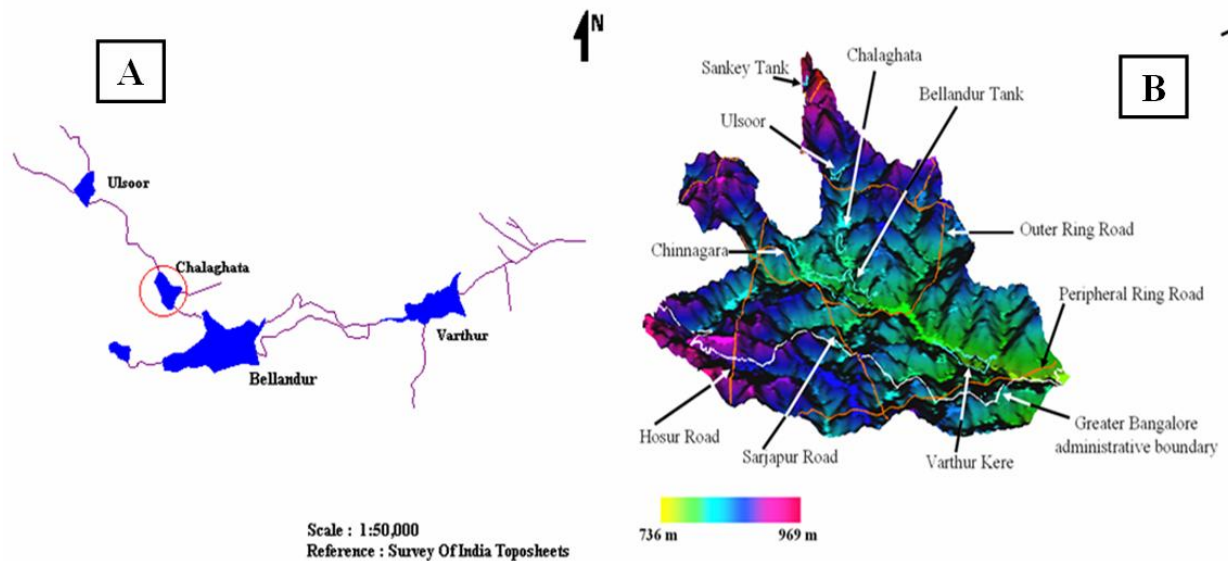 A
N
Ulsoor
Chalaghata
Varthur
Bellandur
Scale : 1:50,000
Reference : Survey Of India Toposheets
B
Sankey Tank
Chalaghata
Bellandur Tank
Ulsoor
Outer Ring Road
Chinnagara
Peripheral Ring Road
Hosur Road
Sarjapur Road
Varthur Kere
Greater Bangalore
administrative boundary
736 m
969 m